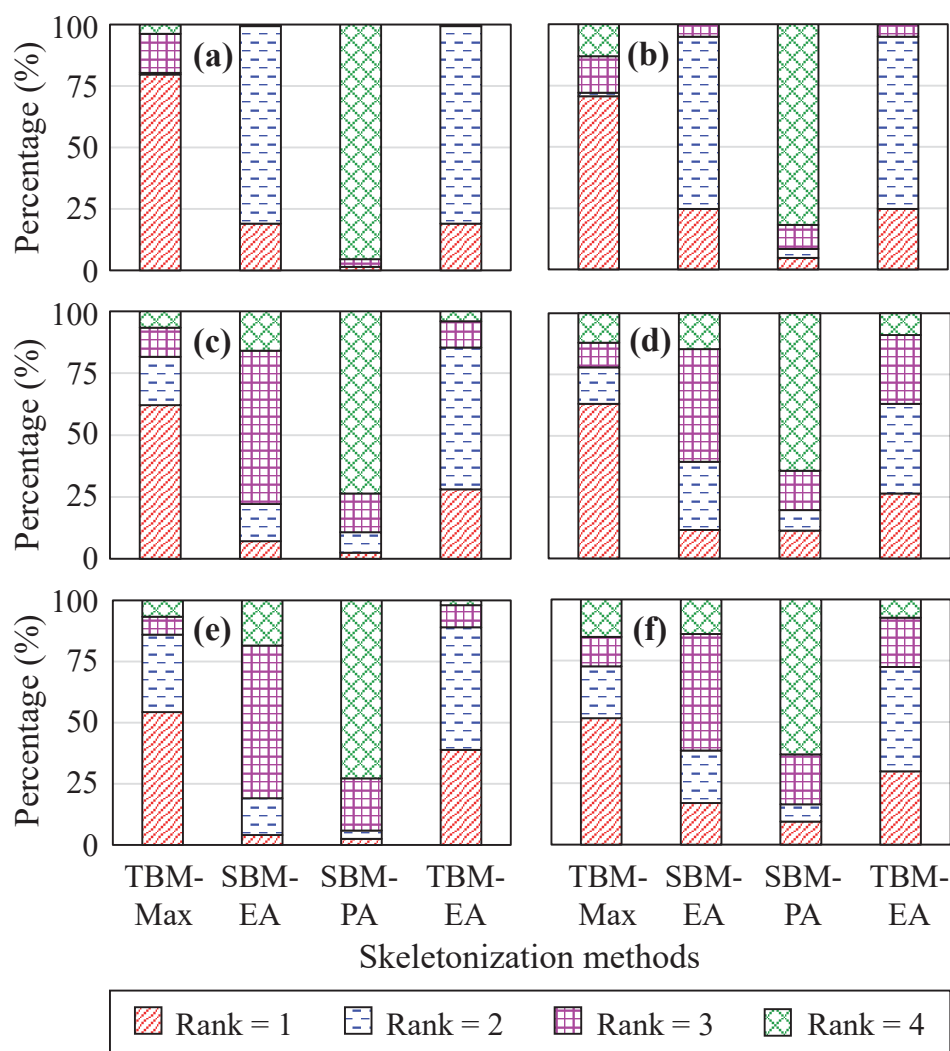 100
75
50
25
0
Percentage (%)
(a)
(b)
100
75
50
25
0
Percentage (%)
(c)
(d)
100
75
50
25
0
Percentage (%)
(e)
(f)
TBM-Max SBM-EA SBM-PA TBM-EA
TBM-Max SBM-EA SBM-PA TBM-EA
Skeletonization methods
Rank = 1 Rank = 2 Rank = 3 Rank = 4